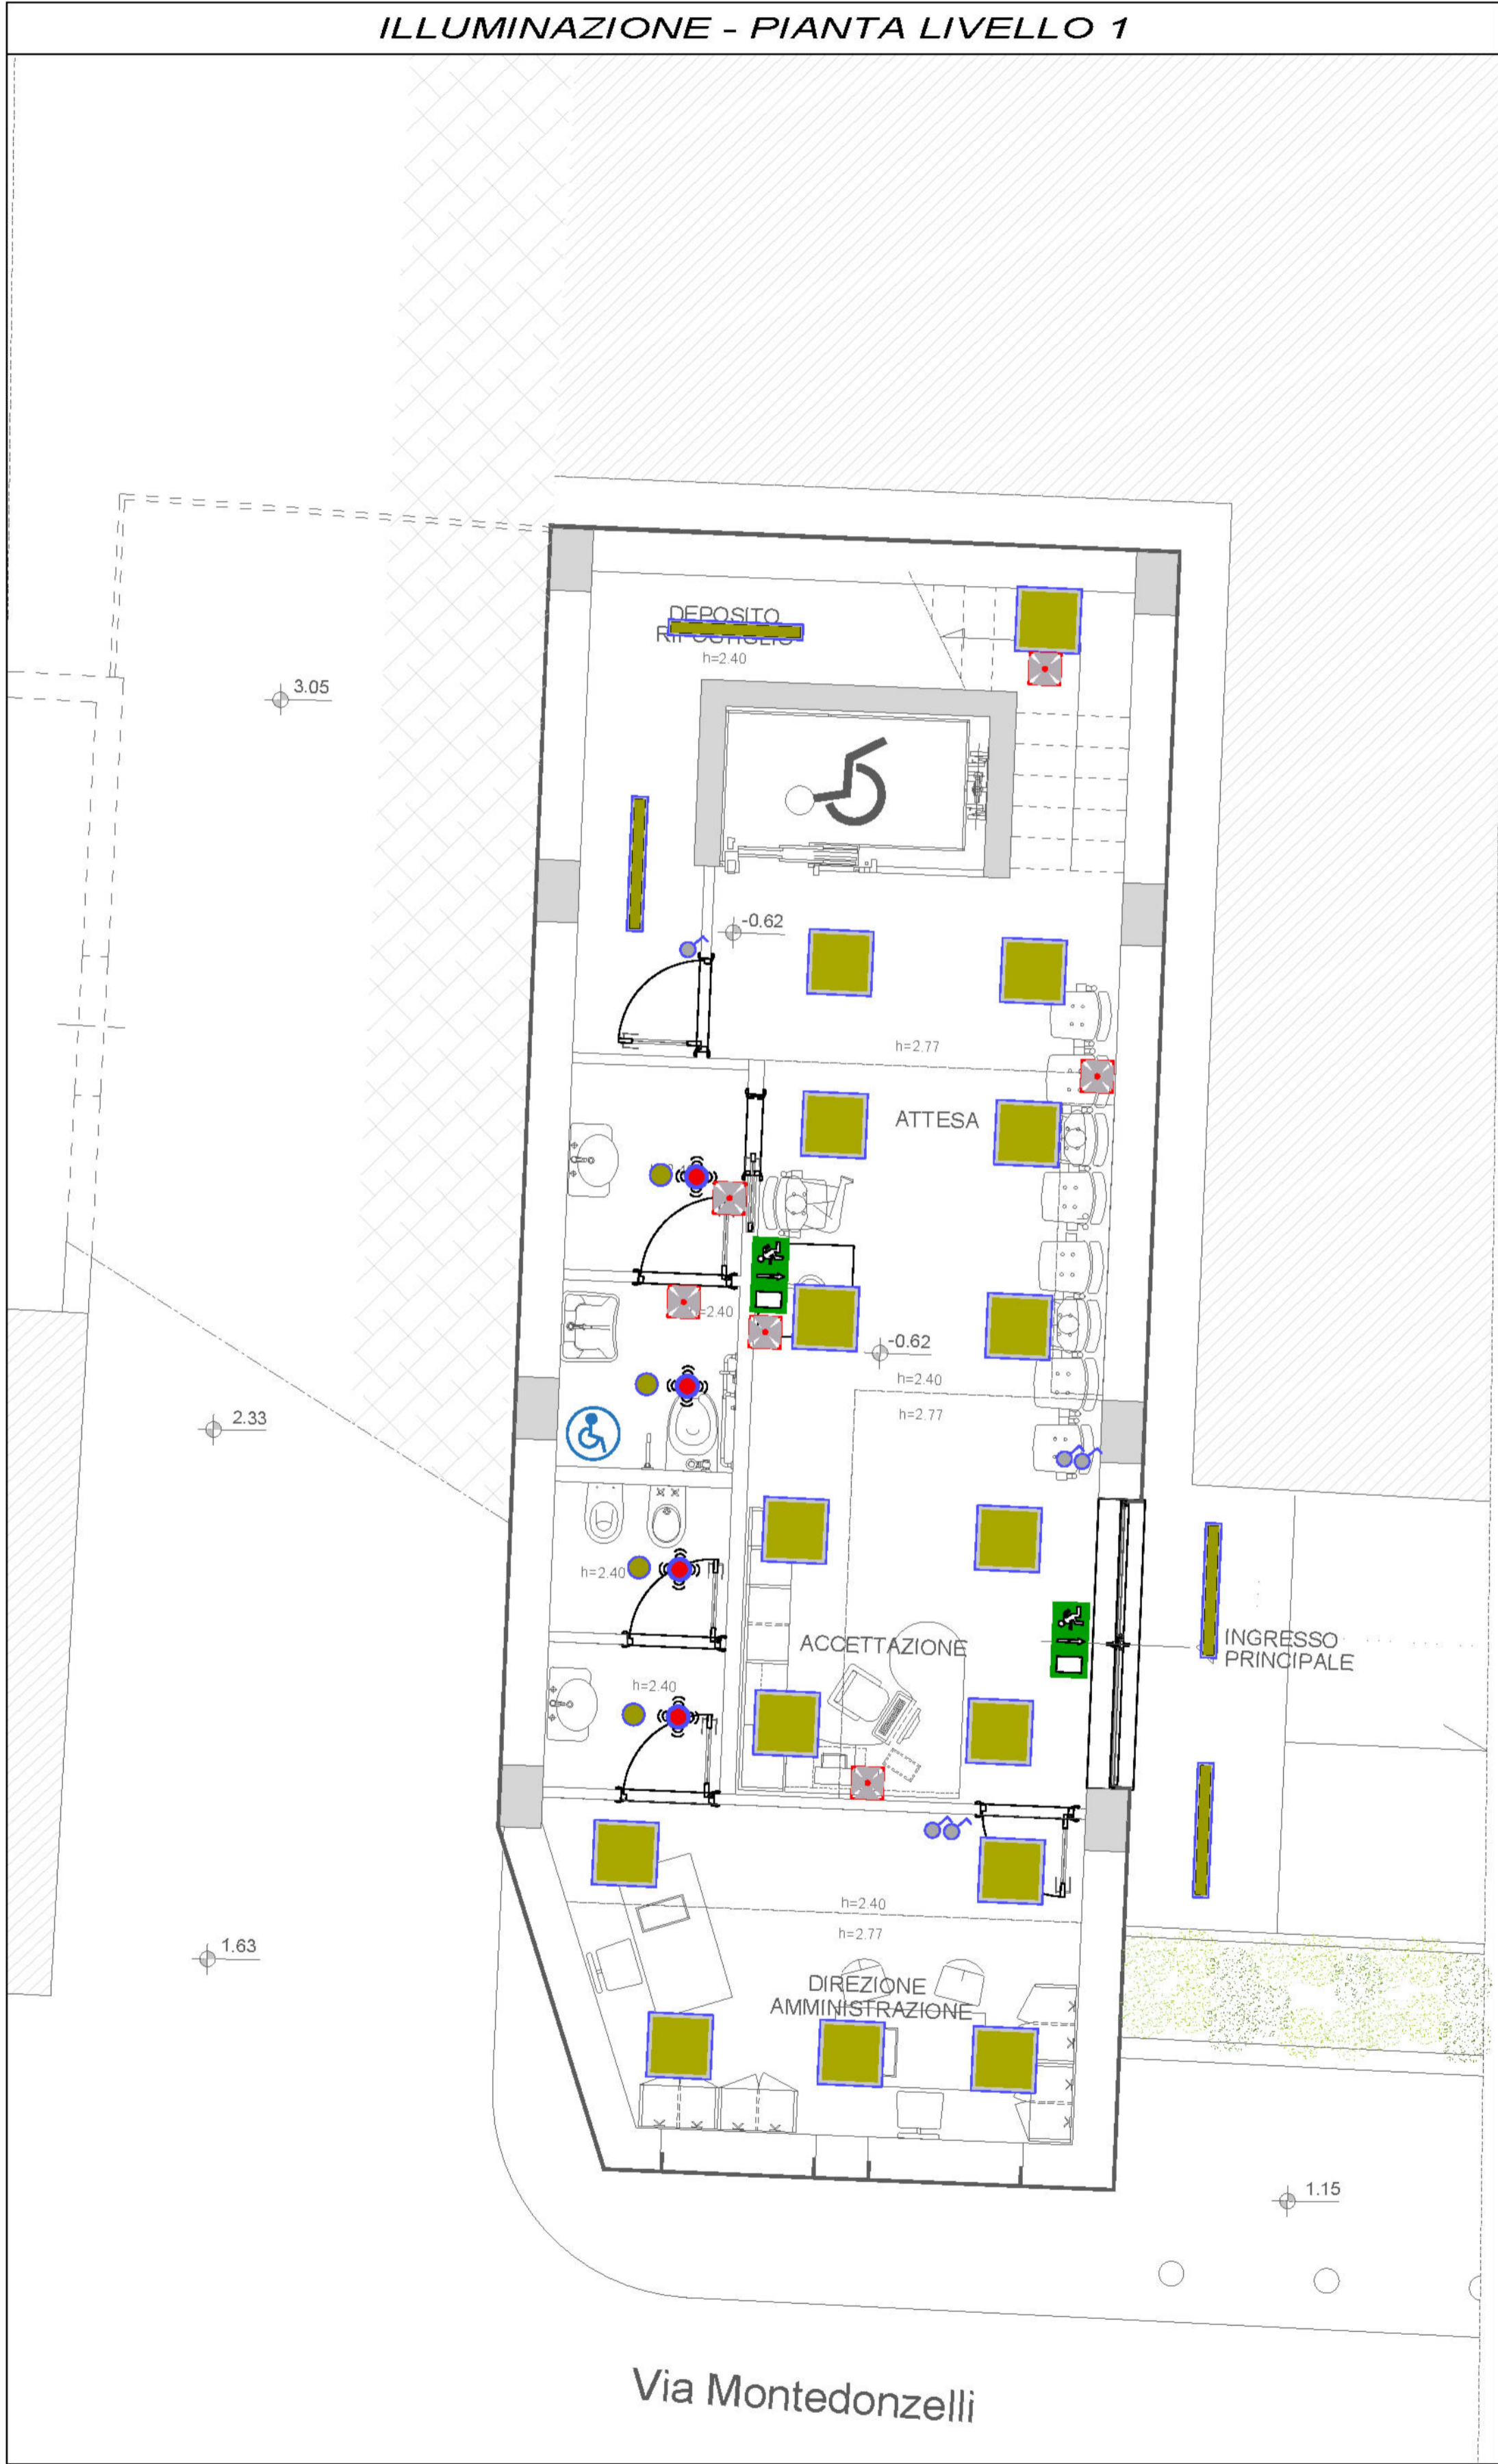 ILLUMINAZIONE - PIANTA LIVELLO 1
DEPOSITO
RIPOSTIGLIO
h=2.40
3.05
-0.62
h=2.77
ATTESA
=2.40
-0.62
h=2.40
h=2.77
2.33
h=2.40
ACCETTAZIONE
INGRESSO
PRINCIPALE
h=2.40
h=2.40
h=2.77
1.63
DIREZIONE
AMMINISTRAZIONE
1.15
Via Montedonzelli